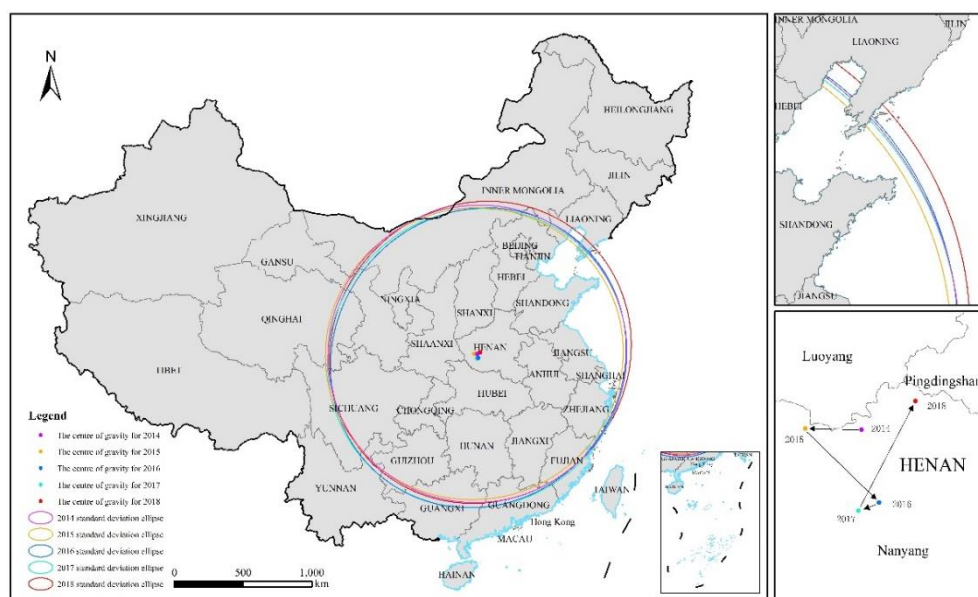 N
HEILONGJIANG
JILIN
INNER MONGOLIA
LIAONING
XINGJIANG
BEIJING
TIANJIN
GANSU
HEBEI
NINGXIA
SHANDONG
QINGHAI
SHANXI
SHAANXI
HENAN
JIANGSU
TIBET
ANHUI
SHANGHAI
HUBEI
SICHUANG
CHONGQING
ZHEJIANG
HUNAN
JIANGXI
GUIZHOU
FUJIAN
YUNNAN
TAIWAN
GUANGXI
GUANGDONG
Hong Kong
MACAU
HAINAN
Legend
The centre of gravity for 2014
The centre of gravity for 2015
The centre of gravity for 2016
The centre of gravity for 2017
The centre of gravity for 2018
2014 standard deviation ellipse
2015 standard deviation ellipse
2016 standard deviation ellipse
2017 standard deviation ellipse
2018 standard deviation ellipse
0 500 1,000
km
INNER MONGOLIA
JILIN
LIAONING
HEBEI
SHANDONG
JIANGSU
Luoyang
Pingdingshan
2018
2015
2014
HENAN
2016
2017
Nanyang